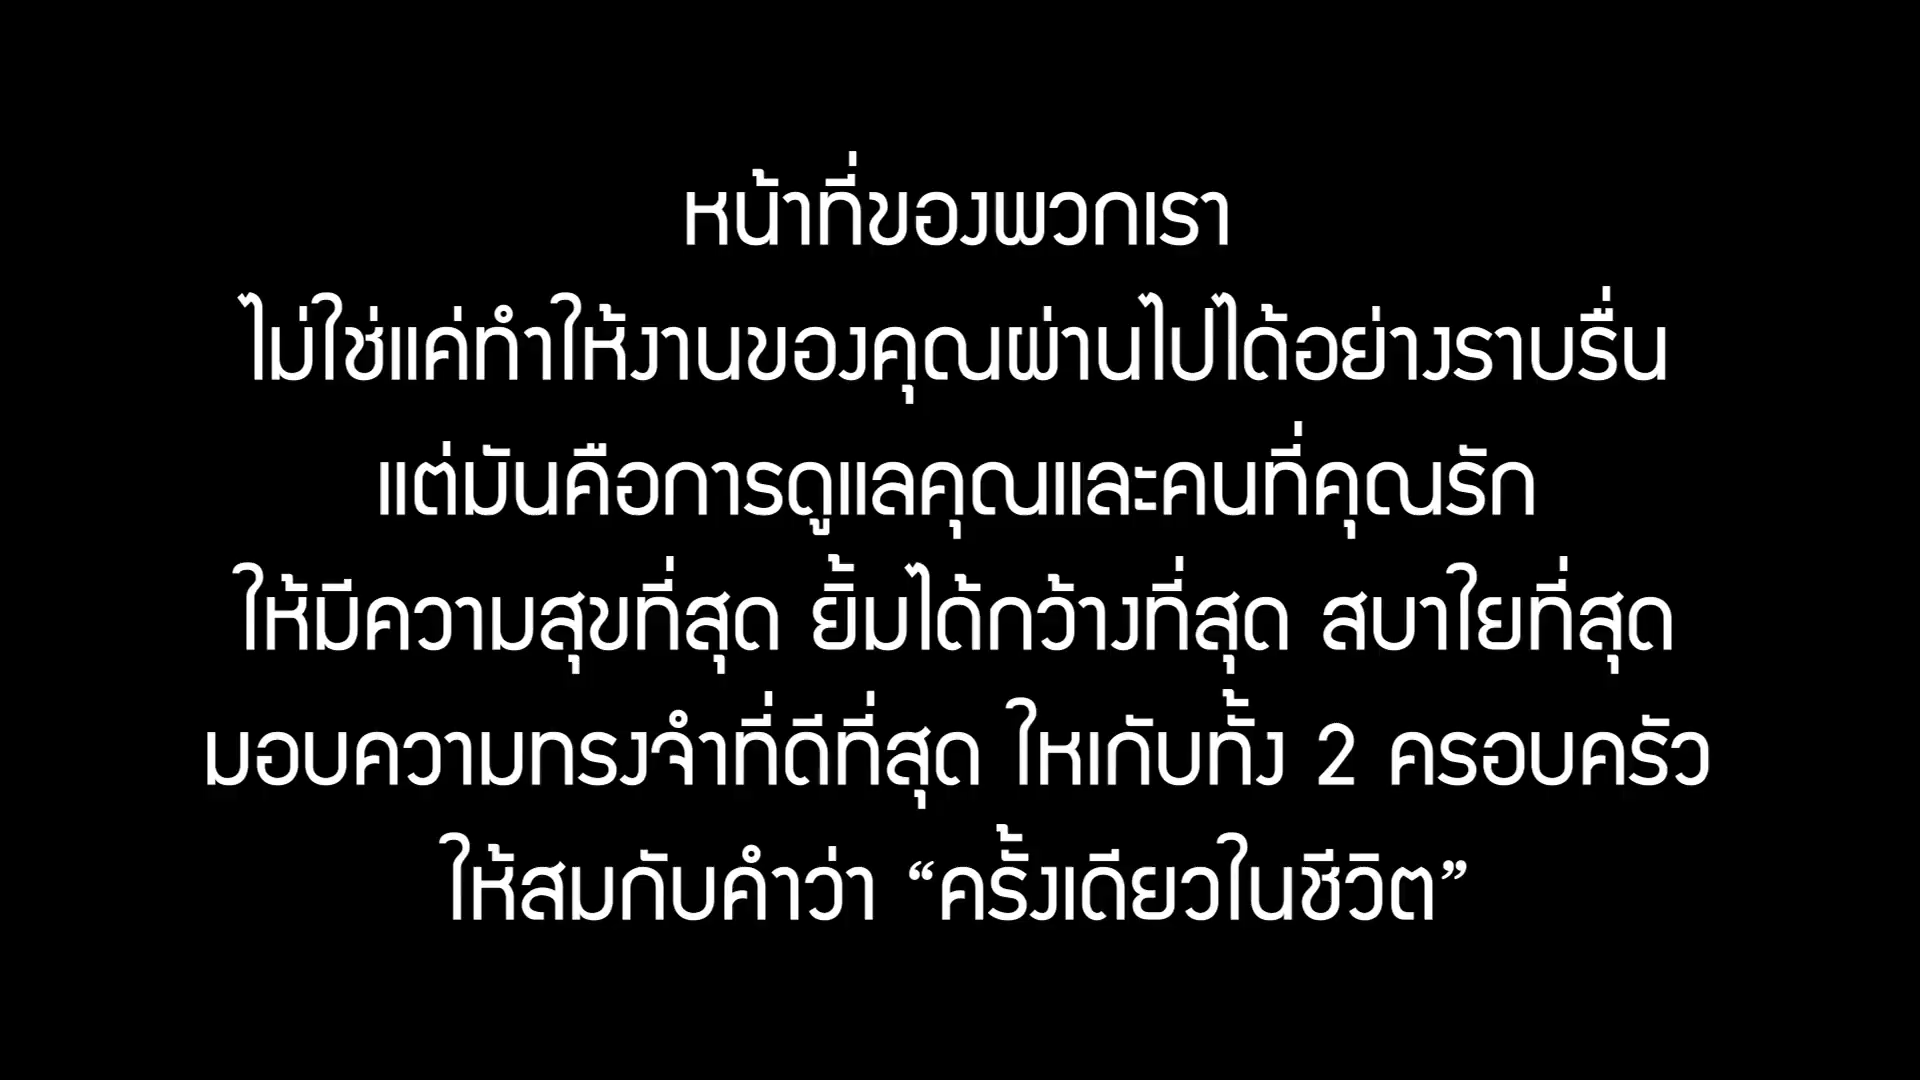 หน้าที่ของพวกเรา
ไม่ใช่แค่ทำให้งานของคุณผ่านไปได้อย่างราบรื่น
แต่มันคือการดูแลคุณและคนที่คุณรัก
ให้มีความสุขที่สุด ยิ้มได้กว้างที่สุด สบาใยที่สุด
มอบความทรงจำที่ดีที่สุด ใหเกับทั้ง 2 ครอบครัว
ให้สมกับคำว่า “ครั้งเดียวในชีวิต”